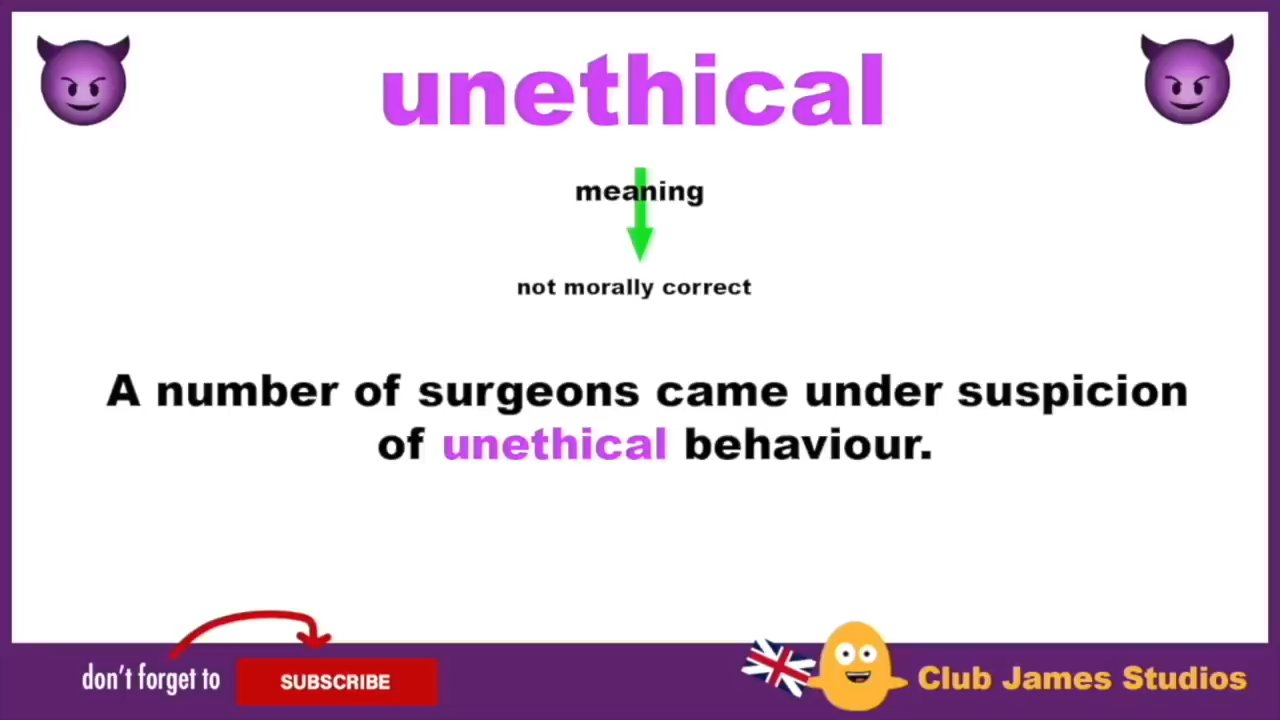 unethical
meaning
not morally correct
A number of surgeons came under suspicion
of unethical behaviour.
don't forget to
SUBSCRIBE
Club James Studios